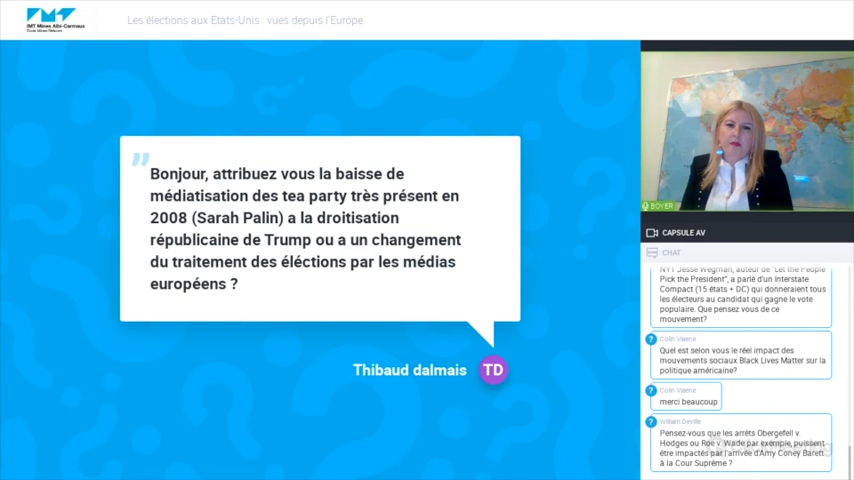 IMT Mines Albi-Carmaux
École Mines-Télécom
Les élections aux Etats-Unis : vues depuis l'Europe
"
Bonjour, attribuez vous la baisse de
médiatisation des tea party très présent en
2008 (Sarah Palin) a la droitisation
républicaine de Trump ou a un changement
du traitement des éléctions par les médias
européens ?
Thibaud dalmais TD
BOYER
CAPSULE AV
CHAT
NYT Jesse Wegman, auteur de "Let the People
Pick the President", a parlé d'un Interstate
Compact (15 états + DC) qui donneraient tous
les électeurs au candidat qui gagne le vote
populaire. Que pensez vous de ce
mouvement?
?
Colin Viaene
Quel est selon vous le réel impact des
mouvements sociaux Black Lives Matter sur la
politique américaine?
?
Colin Viaene
merci beaucoup
?
William Deville
Pensez-vous que les arrêts Obergefell v.
Hodges ou Roe v. Wade par exemple, puissent
être impactés par l'arrivée d'Amy Coney Barett
à la Cour Suprême ?